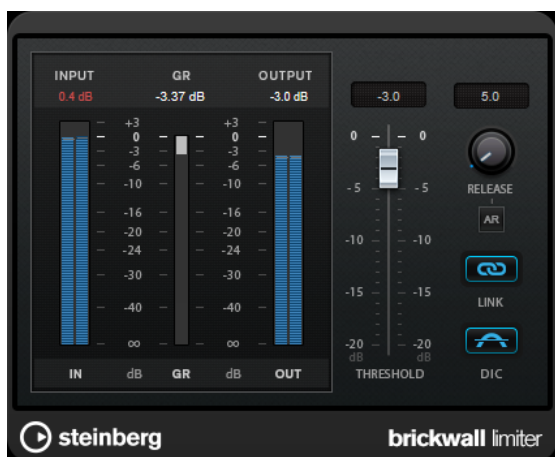 INPUT GR OUTPUT
0.4 dB -3.37 dB -3.0 dB -3.0 5.0
+3 +3
0 0 0 0
-3 -3
-6 -6
-10 -10 -5 -5 RELEASE
-16 -16 AR
-20 -20
-24 -24 -10 -10
-30 -30
-15 -15 LINK
-40 -40
∞ ∞ -20 -20
dB dB
IN dB GR dB OUT THRESHOLD DIC
steinberg brickwall limiter